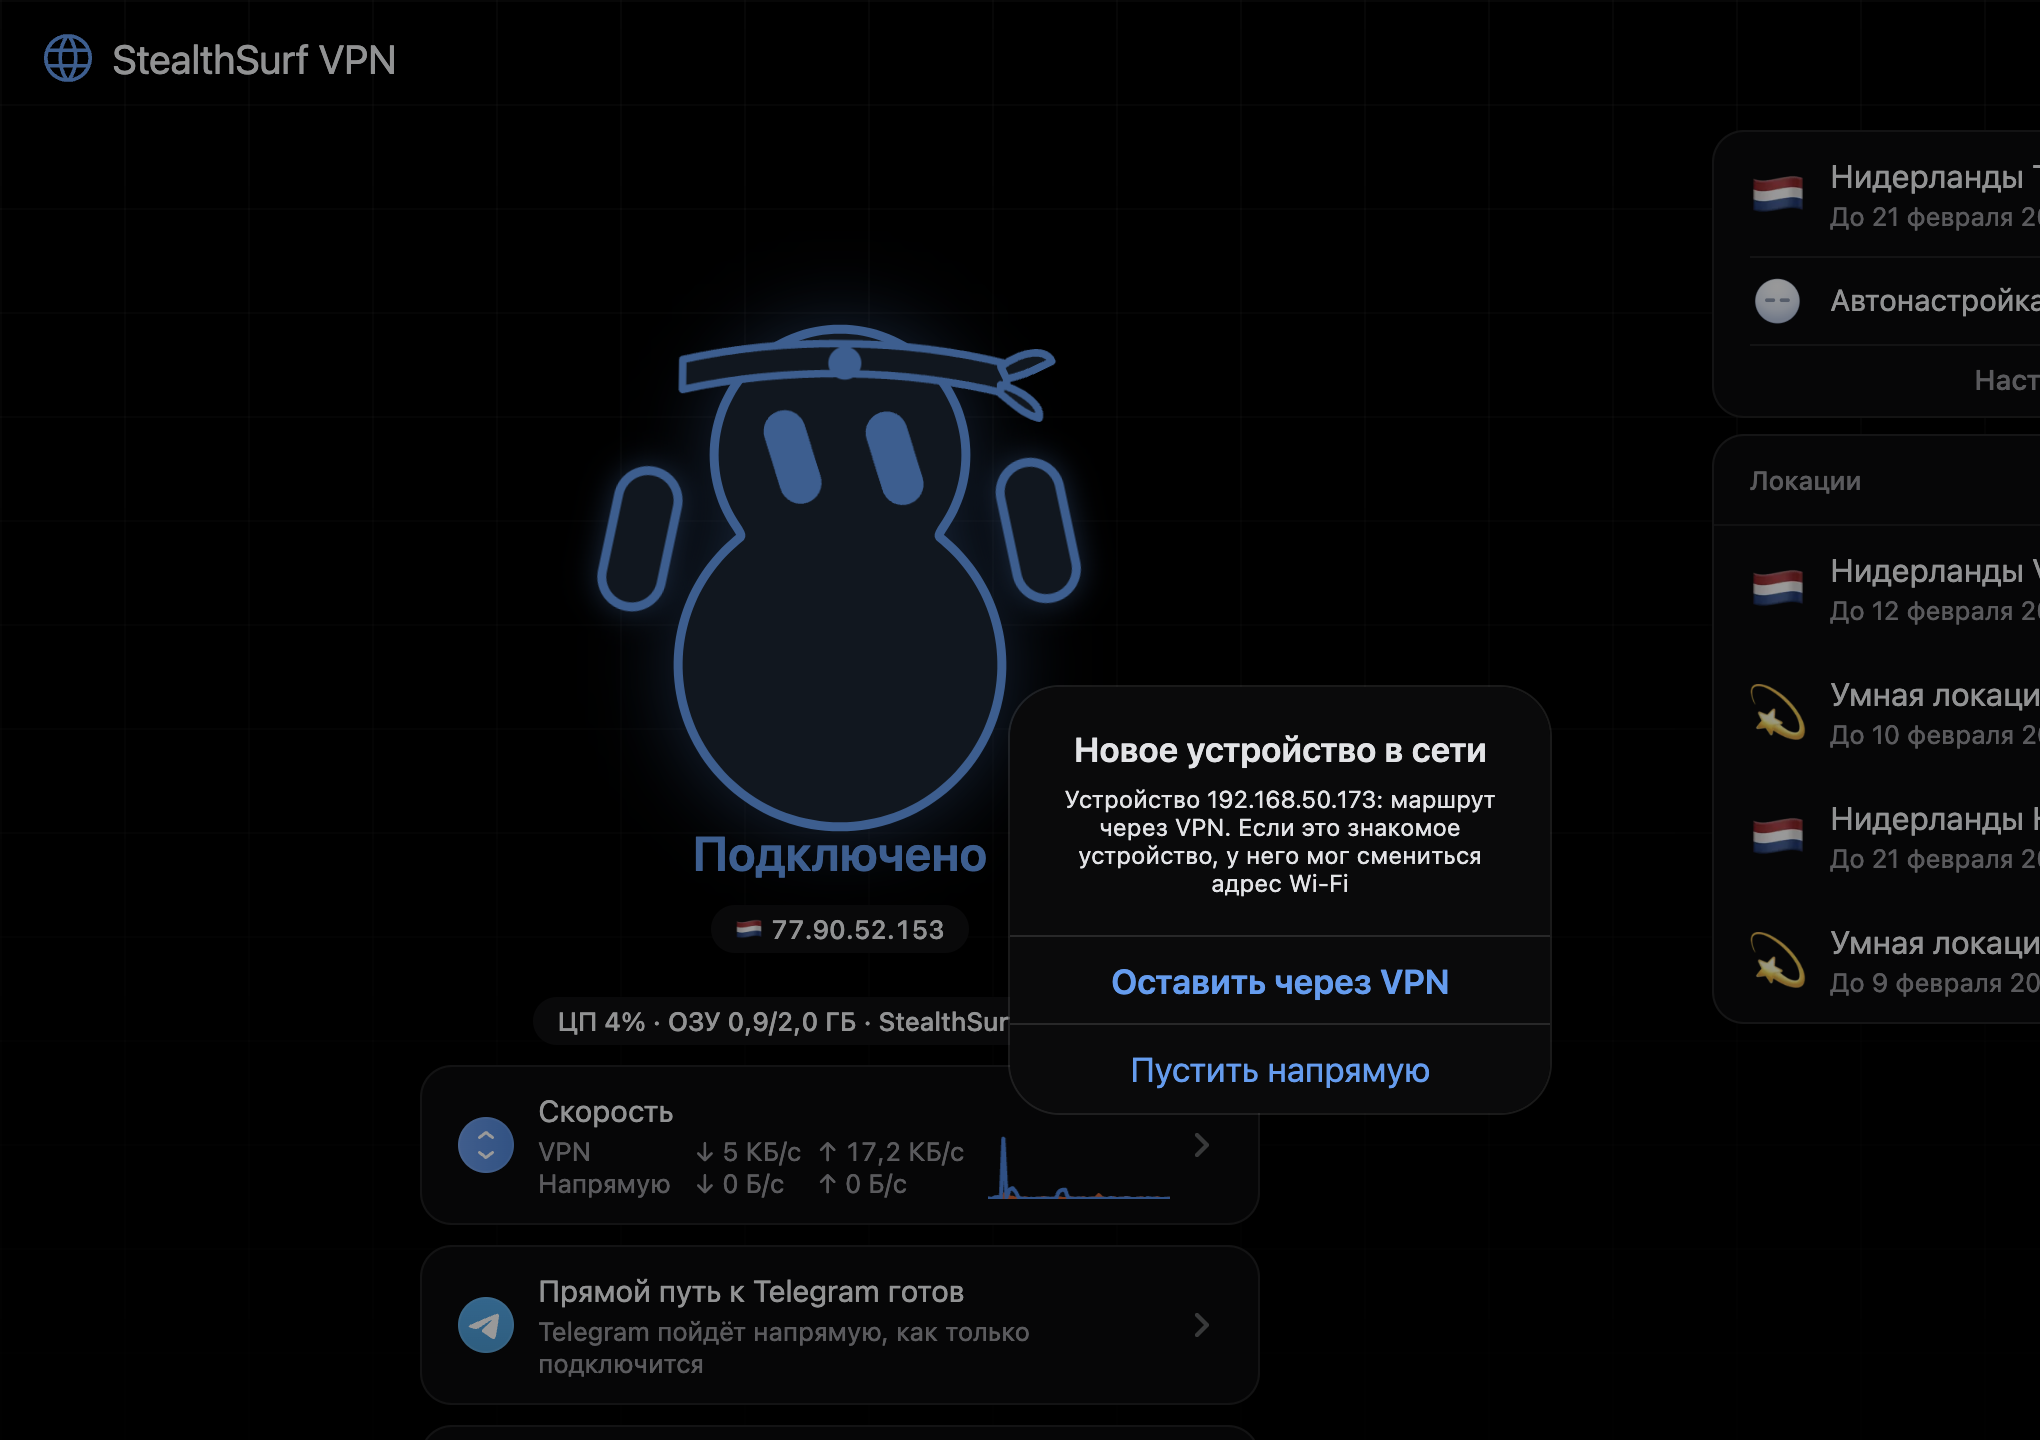 StealthSurf VPN
Подключено
77.90.52.153
ЦП 4% · ОЗУ 0,9/2,0 ГБ ·
Скорость
VPN ↓ 5 КБ/с ↑ 17,2 КБ/с
Напрямую ↓ 0 Б/с ↑ 0 Б/с
Прямой путь к Telegram готов
Telegram пойдёт напрямую, как только
подключится
Новое устройство в сети
Устройство 192.168.50.173: маршрут
через VPN. Если это знакомое
устройство, у него мог смениться
адрес Wi-Fi
Оставить через VPN
Пустить напрямую
Нидерланды
До 21 февраля
Автонастройка
Локации
Нидерланды
До 12 февраля
Умная
До 10 февраля
Нидерланды
До 21 февраля
Умная
До 9 февраля